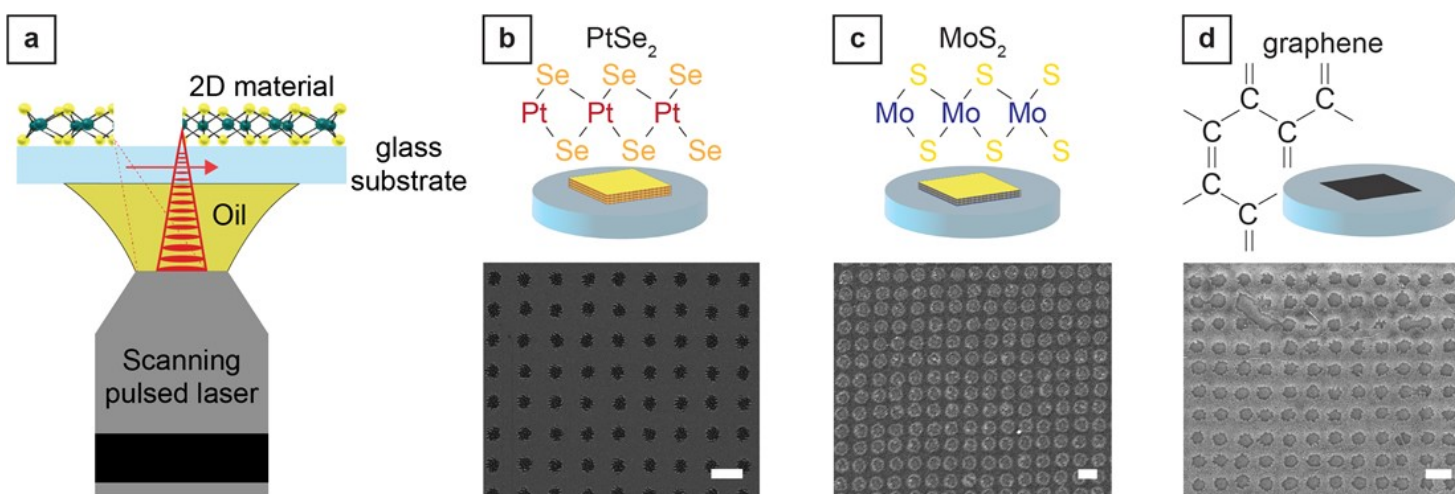 a
2D material
glass
substrate
Oil
Scanning
pulsed laser
b
PtSe₂
Se Se Se
Pt Pt Pt
Se Se Se
c
MoS₂
S S S
Mo Mo Mo
S S S
d
graphene
C C
C C
C
C